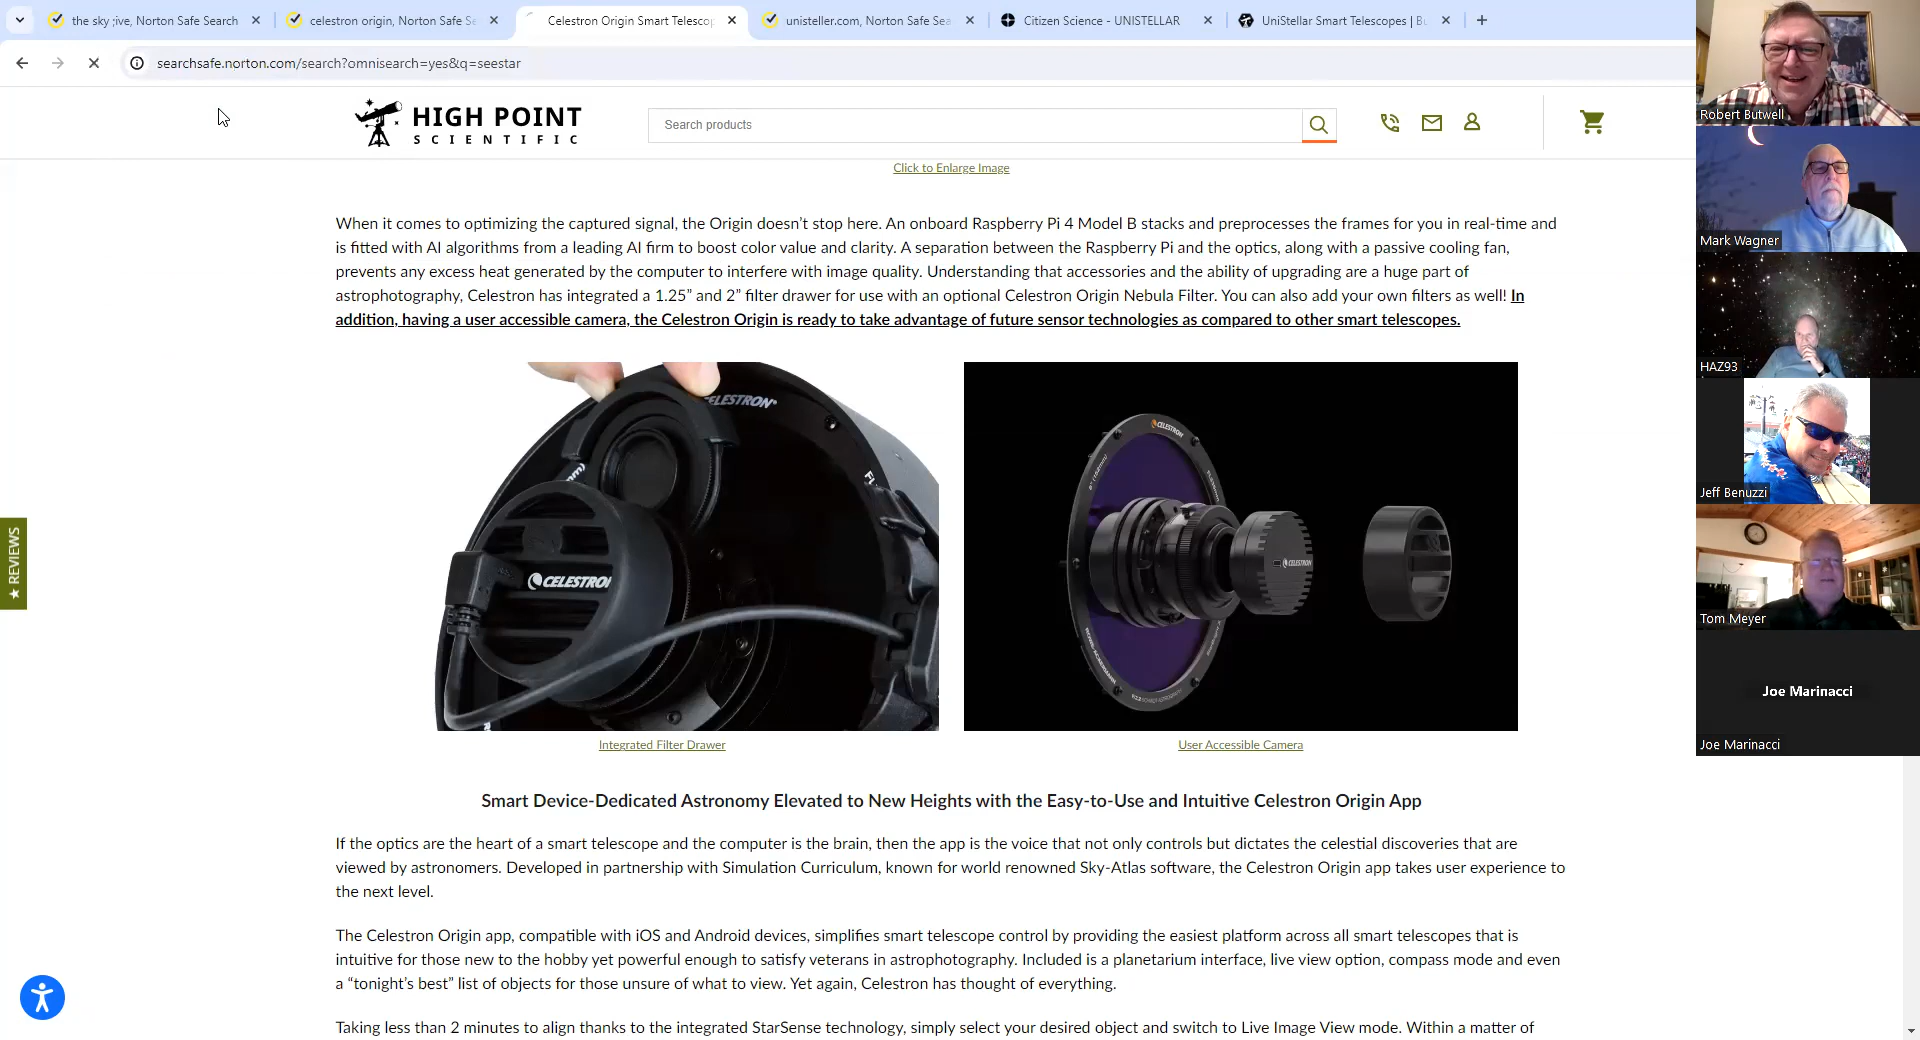 the sky ;ive, Norton Safe Search
celestron origin, Norton Safe Se
Celestron Origin Smart Telescop
unisteller.com, Norton Safe Sea
Citizen Science - UNISTELLAR
UniStellar Smart Telescopes | Bu
searchsafe.norton.com/search?omnisearch=yes&q=seestar
HIGH POINT
SCIENTIFIC
Search products
Click to Enlarge Image
When it comes to optimizing the captured signal, the Origin doesn’t stop here. An onboard Raspberry Pi 4 Model B stacks and preprocesses the frames for you in real-time and
is fitted with AI algorithms from a leading AI firm to boost color value and clarity. A separation between the Raspberry Pi and the optics, along with a passive cooling fan,
prevents any excess heat generated by the computer to interfere with image quality. Understanding that accessories and the ability of upgrading are a huge part of
astrophotography, Celestron has integrated a 1.25” and 2” filter drawer for use with an optional Celestron Origin Nebula Filter. You can also add your own filters as well! In
addition, having a user accessible camera, the Celestron Origin is ready to take advantage of future sensor technologies as compared to other smart telescopes.
CELESTRON
CELESTRON
CELESTRON
CELESTRON
Integrated Filter Drawer
User Accessible Camera
★ REVIEWS
Smart Device-Dedicated Astronomy Elevated to New Heights with the Easy-to-Use and Intuitive Celestron Origin App
If the optics are the heart of a smart telescope and the computer is the brain, then the app is the voice that not only controls but dictates the celestial discoveries that are
viewed by astronomers. Developed in partnership with Simulation Curriculum, known for world renowned Sky-Atlas software, the Celestron Origin app takes user experience to
the next level.
The Celestron Origin app, compatible with iOS and Android devices, simplifies smart telescope control by providing the easiest platform across all smart telescopes that is
intuitive for those new to the hobby yet powerful enough to satisfy veterans in astrophotography. Included is a planetarium interface, live view option, compass mode and even
a “tonight’s best” list of objects for those unsure of what to view. Yet again, Celestron has thought of everything.
Taking less than 2 minutes to align thanks to the integrated StarSense technology, simply select your desired object and switch to Live Image View mode. Within a matter of
Robert Butwell
Mark Wagner
HAZ93
Jeff Benuzzi
Tom Meyer
Joe Marinacci
Joe Marinacci